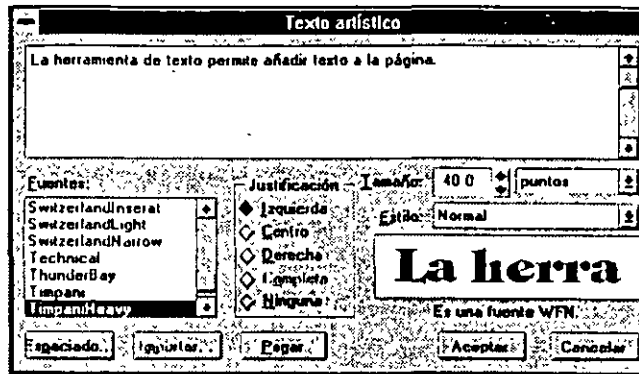 Texto artístico
La herramienta de texto permite añadir texto a la página.
Fuentes:
SwitzerlandInserat
SwitzerlandLight
SwitzerlandNarrow
Technical
ThunderBay
Timpani
TimpaniHeavy
Justificación
Izquierda
Centro
Derecha
Completa
Ninguna
Tamaño: 40.0 puntos
Estilo: Normal
La herra
Es una fuente WFN.
Espaciado... Importar... Pegar Aceptar Cancelar